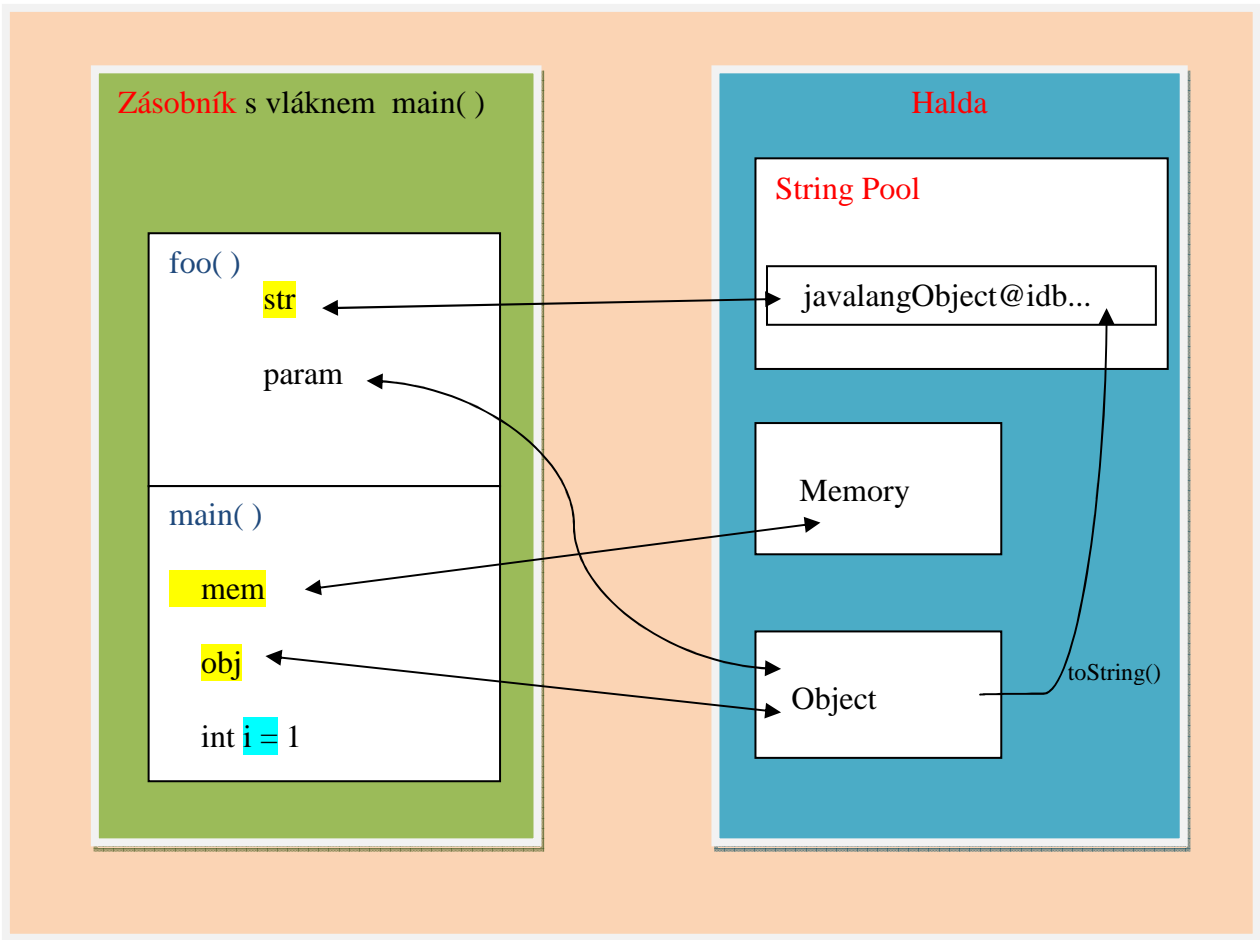 Zásobník s vláknem main( )
foo( )
str
param
main( )
mem
obj
int i = 1
Halda
String Pool
javalangObject@idb...
Memory
Object
toString()